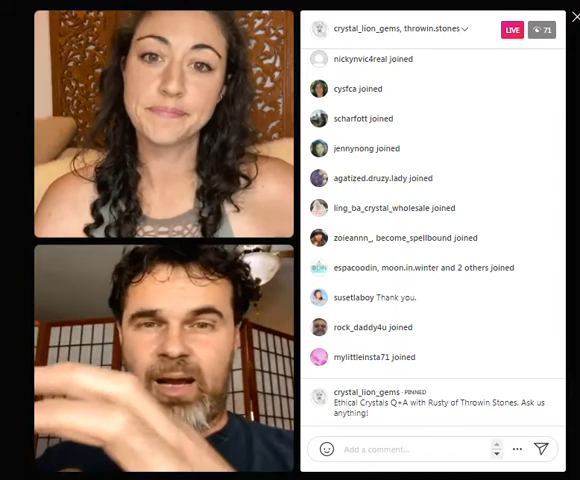 crystal_lion_gems, throwin.stones
LIVE 71
nickynvic4real joined
cysfca joined
scharfott joined
jennynong joined
agatized.druzy.lady joined
ling_ba_crystal_wholesale joined
zoieannn_, become_spellbound joined
espacoodin, moon.in.winter and 2 others joined
susetlaboy Thank you.
rock_daddy4u joined
mylittleinsta71 joined
crystal_lion_gems · PINNED
Ethical Crystals Q+A with Rusty of Throwin Stones. Ask us
anything!
Add a comment...